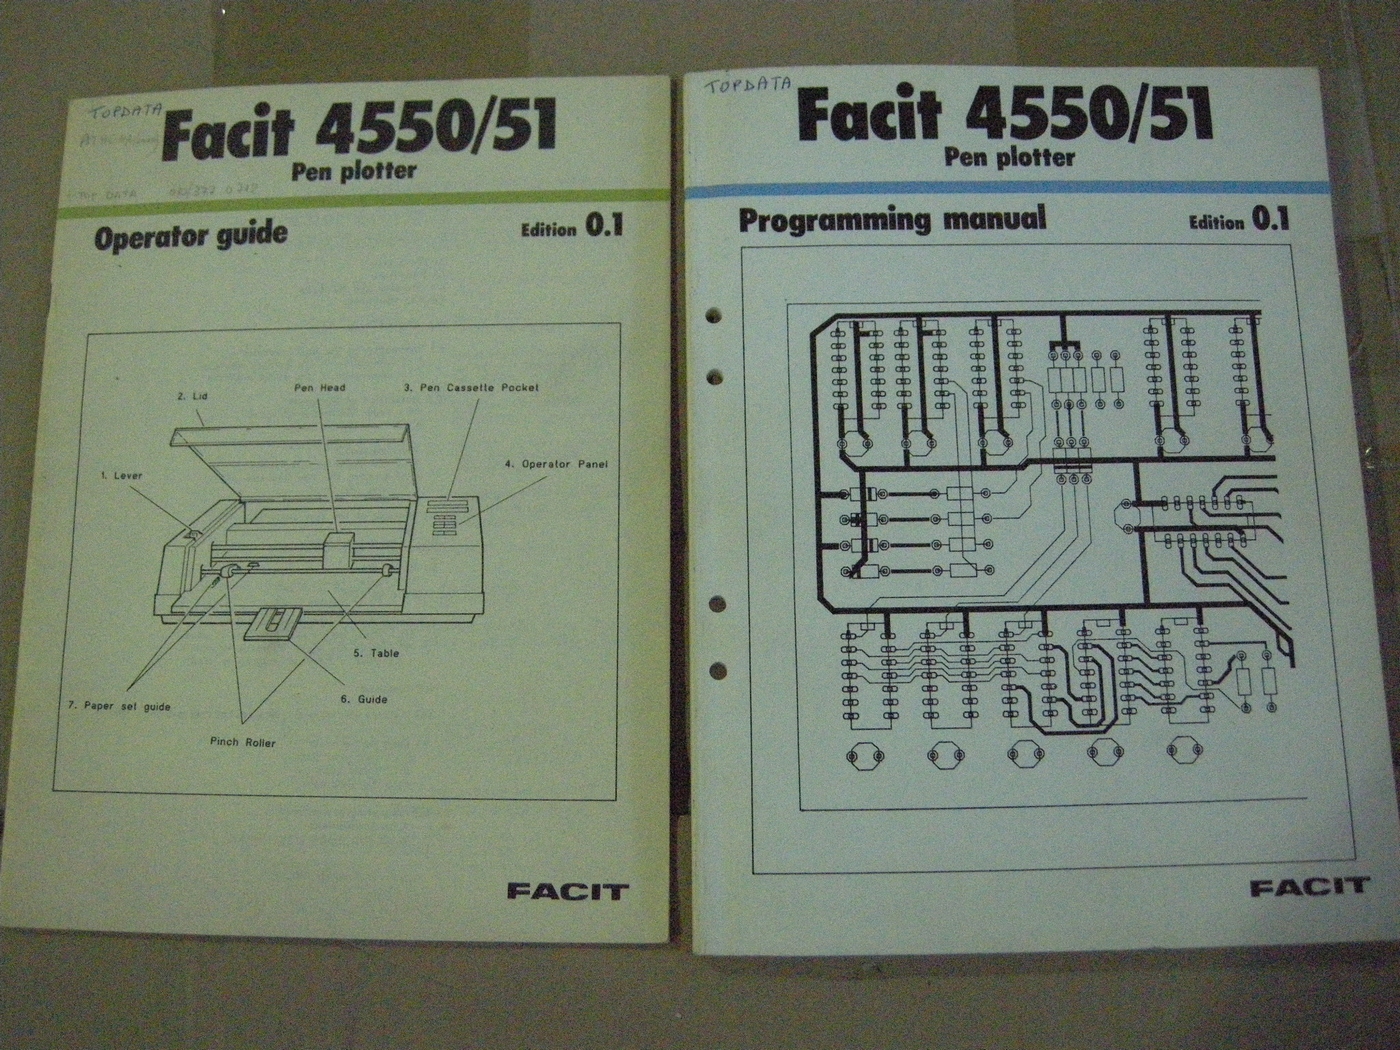 TOPDATA
Facit 4550/51
Pen plotter
Operator guide
Edition 0.1
Pen Head
3. Pen Cassette Pocket
2. Lid
4. Operator Panel
1. Lever
5. Table
6. Guide
7. Paper set guide
Pinch Roller
FACIT
TOPDATA
Facit 4550/51
Pen plotter
Programming manual
Edition 0.1
FACIT